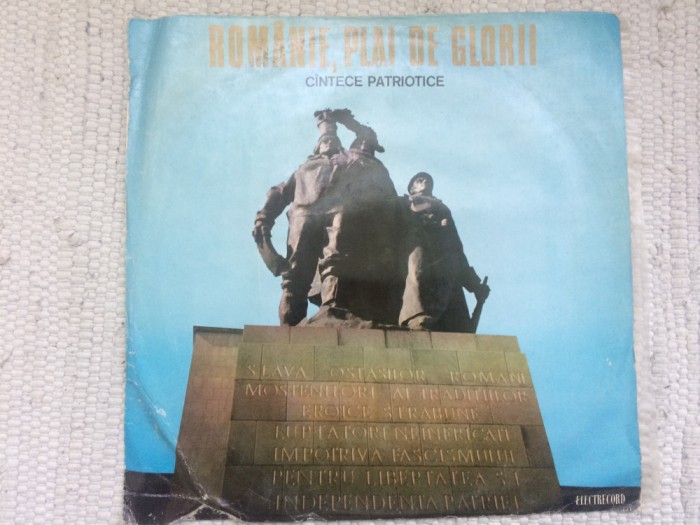 ROMÂNIE, PLAI DE GLORII
CÎNTECE PATRIOTICE
SLAVA OSTAȘILOR ROMÂNI
MOȘTENITORI AI TRADIȚIILOR
EROICE STRĂBUNE
LUPTĂTORI NEÎNFRICAȚI
ÎMPOTRIVA FASCISMULUI
PENTRU LIBERTATEA ȘI
INDEPENDENȚA PATRIEI
ELECTRECORD